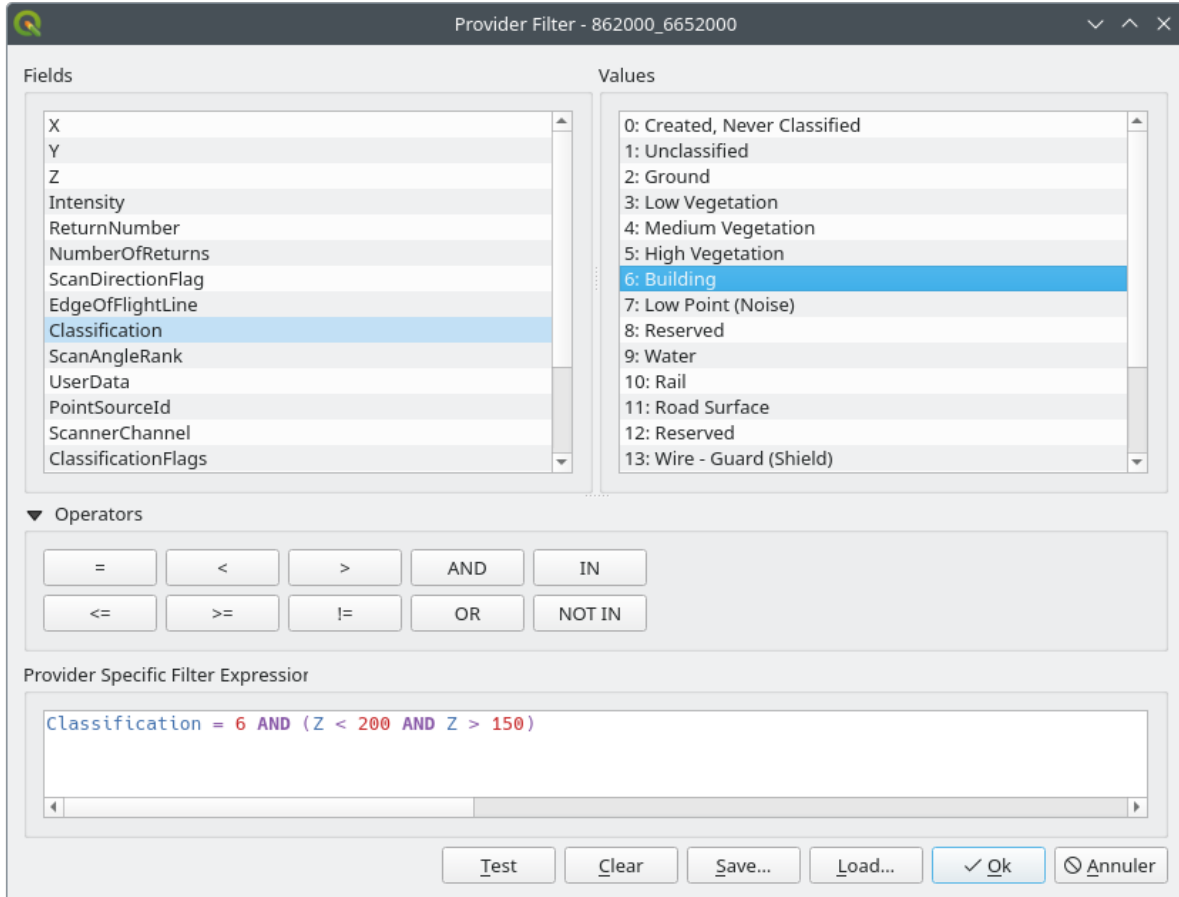 Provider Filter - 862000_6652000
Fields
X
Y
Z
Intensity
ReturnNumber
NumberOfReturns
ScanDirectionFlag
EdgeOfFlightLine
Classification
ScanAngleRank
UserData
PointSourceId
ScannerChannel
ClassificationFlags
Values
0: Created, Never Classified
1: Unclassified
2: Ground
3: Low Vegetation
4: Medium Vegetation
5: High Vegetation
6: Building
7: Low Point (Noise)
8: Reserved
9: Water
10: Rail
11: Road Surface
12: Reserved
13: Wire - Guard (Shield)
Operators
= < > AND IN
<= >= != OR NOT IN
Provider Specific Filter Expression
Classification = 6 AND (Z < 200 AND Z > 150)
Test Clear Save... Load... Ok Annuler